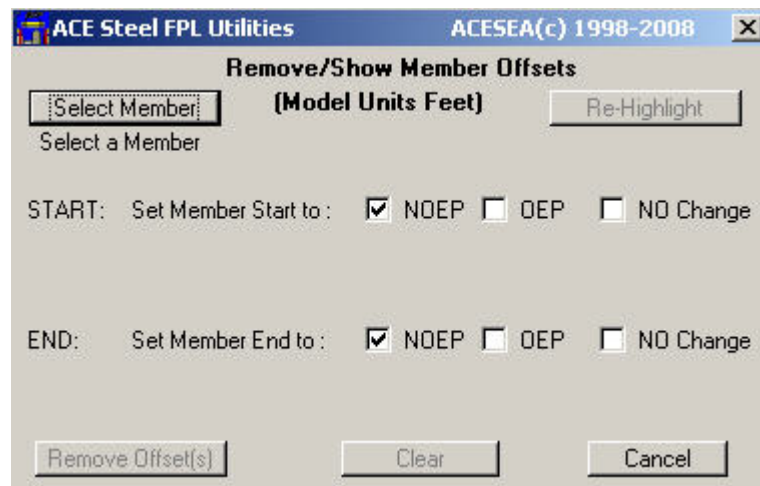 ACE Steel FPL Utilities ACESEA(c) 1998-2008
Remove/Show Member Offsets
Select Member (Model Units Feet) Re-Highlight
Select a Member
START: Set Member Start to : NOEP OEP NO Change
END: Set Member End to : NOEP OEP NO Change
Remove Offset(s) Clear Cancel